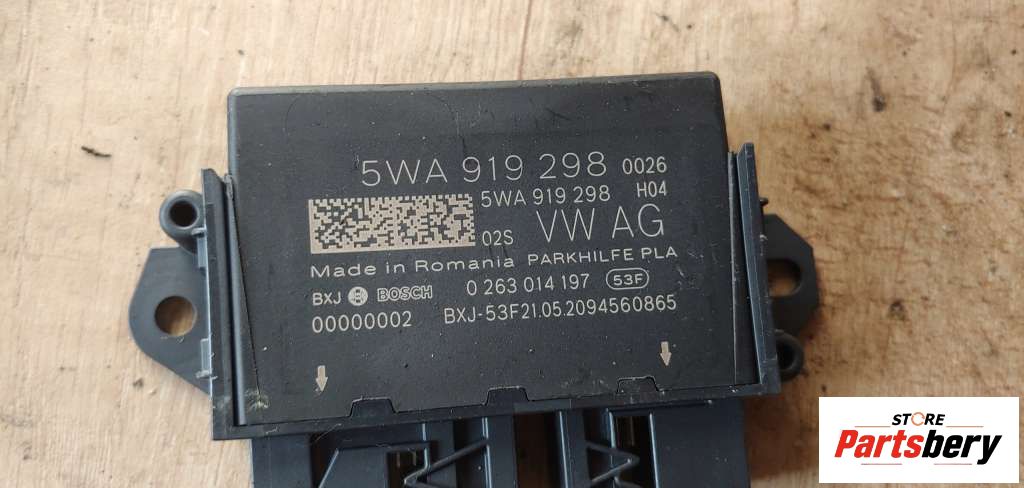 5WA 919 298 0026
5WA 919 298 H04
02S VW AG
Made in Romania PARKHILFE PLA
BXJ BOSCH 0 263 014 197 53F
00000002 BXJ-53F21.05.2094560865
STORE
Partsbery